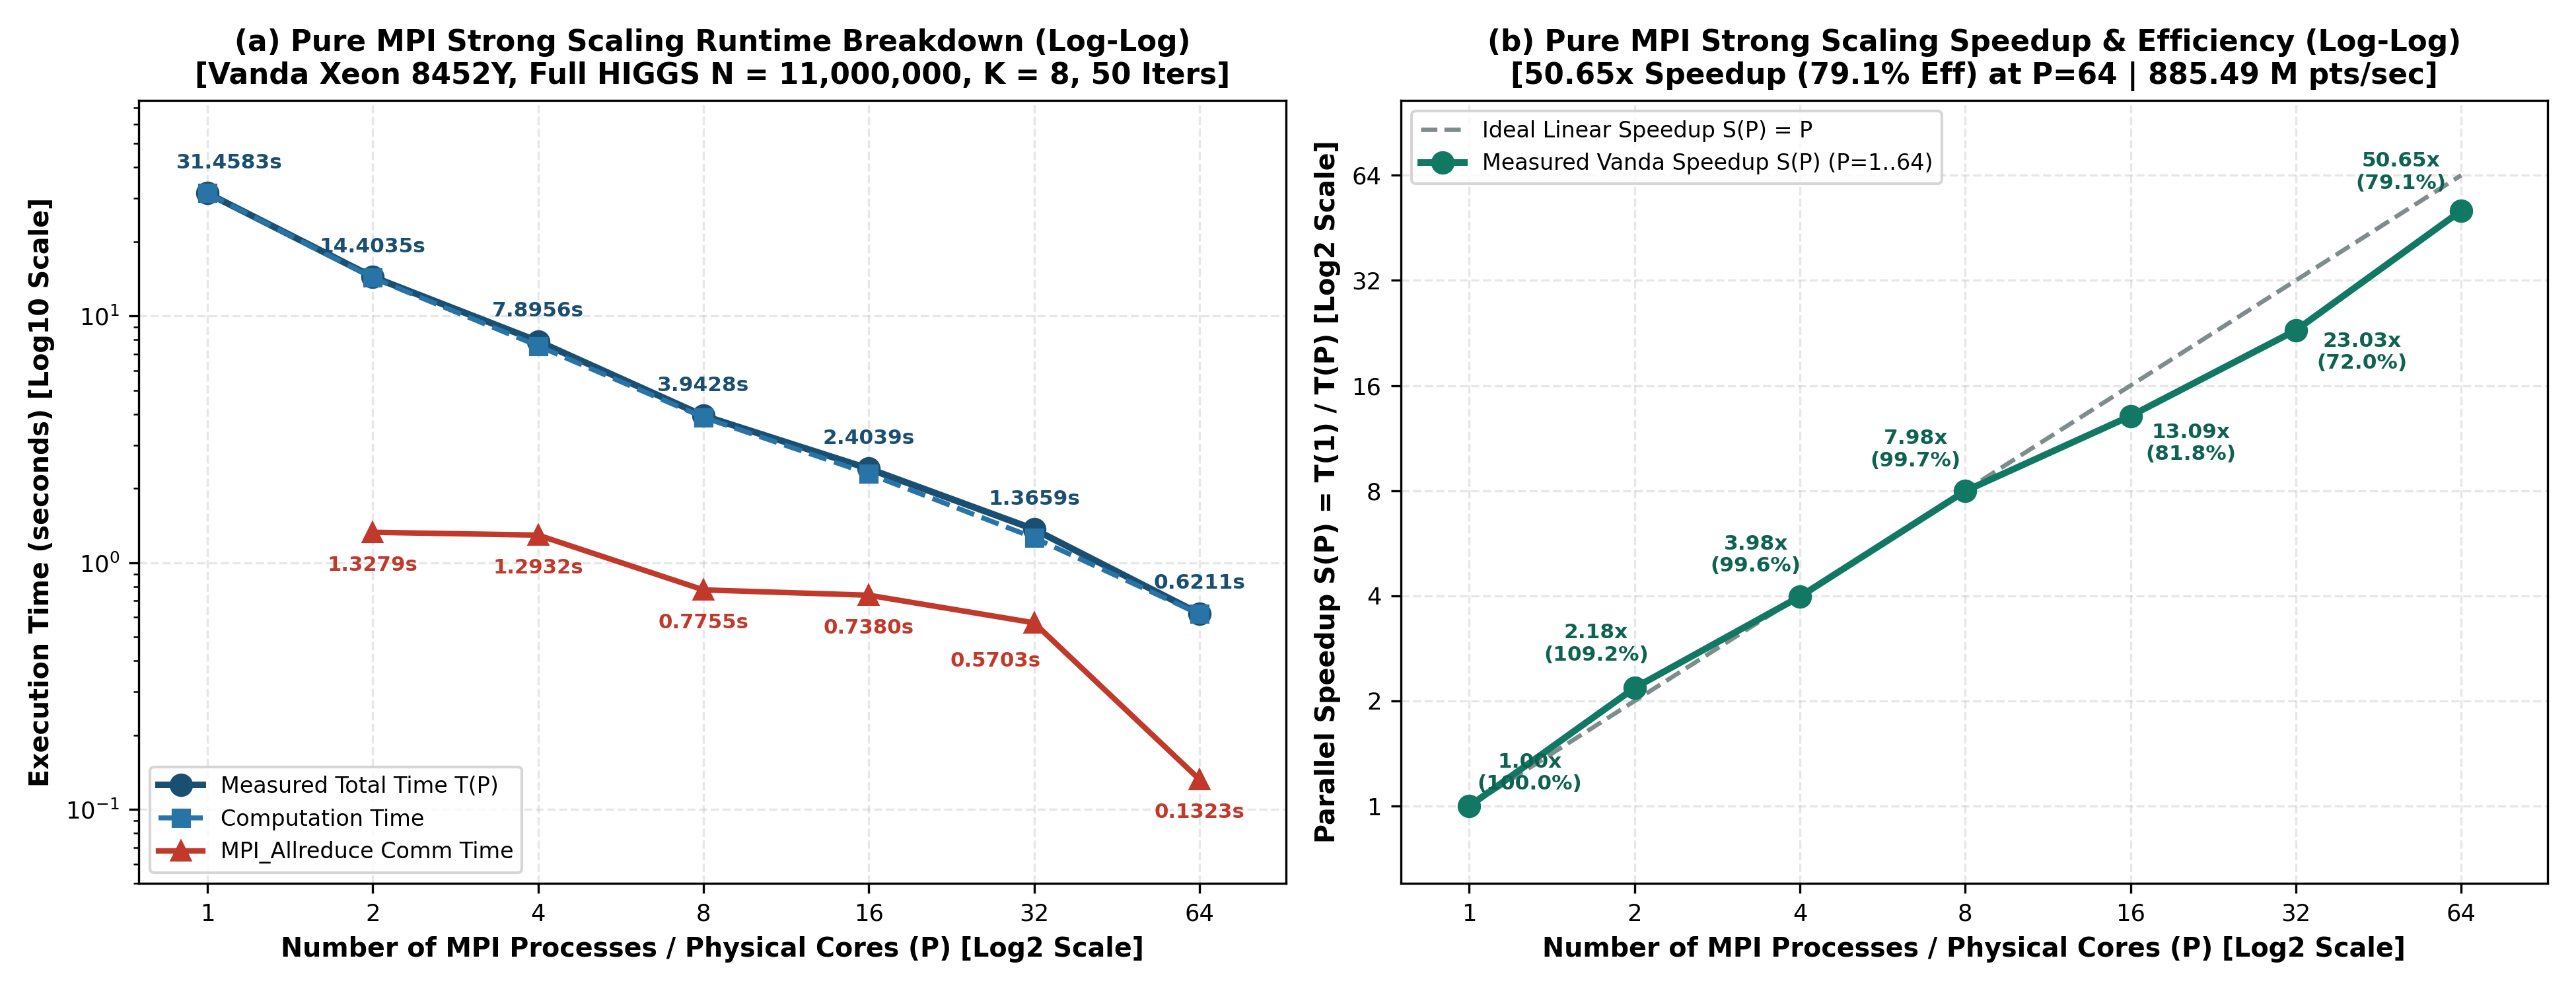 (a) Pure MPI Strong Scaling Runtime Breakdown (Log-Log)
[Vanda Xeon 8452Y, Full HIGGS N = 11,000,000, K = 8, 50 Iters]
Execution Time (seconds) [Log10 Scale]
10¹
10⁰
10⁻¹
31.4583s
14.4035s
7.8956s
3.9428s
2.4039s
1.3659s
0.6211s
1.3279s
1.2932s
0.7755s
0.7380s
0.5703s
0.1323s
Measured Total Time T(P)
Computation Time
MPI_Allreduce Comm Time
1 2 4 8 16 32 64
Number of MPI Processes / Physical Cores (P) [Log2 Scale]
(b) Pure MPI Strong Scaling Speedup & Efficiency (Log-Log)
[50.65x Speedup (79.1% Eff) at P=64 | 885.49 M pts/sec]
Parallel Speedup S(P) = T(1) / T(P) [Log2 Scale]
Ideal Linear Speedup S(P) = P
Measured Vanda Speedup S(P) (P=1..64)
64
32
16
8
4
2
1
1.00x
(100.0%)
2.18x
(109.2%)
3.98x
(99.6%)
7.98x
(99.7%)
13.09x
(81.8%)
23.03x
(72.0%)
50.65x
(79.1%)
1 2 4 8 16 32 64
Number of MPI Processes / Physical Cores (P) [Log2 Scale]